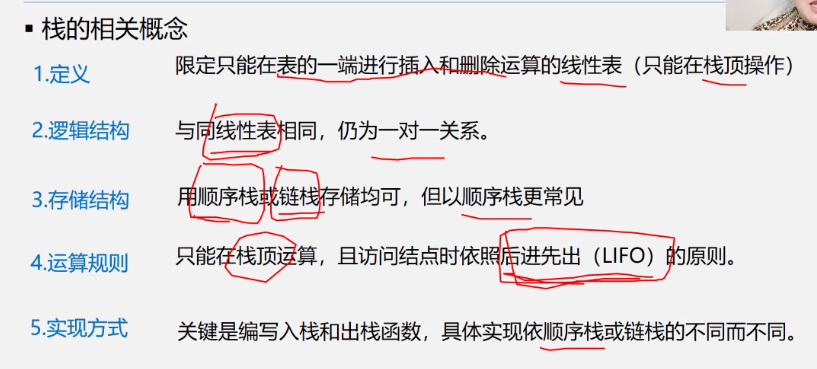 ▪ 栈的相关概念
1.定义 限定只能在表的一端进行插入和删除运算的线性表（只能在栈顶操作）
2.逻辑结构 与同线性表相同，仍为一对一关系。
3.存储结构 用顺序栈或链栈存储均可，但以顺序栈更常见
4.运算规则 只能在栈顶运算，且访问结点时依照后进先出（LIFO）的原则。
5.实现方式 关键是编写入栈和出栈函数，具体实现依顺序栈或链栈的不同而不同。